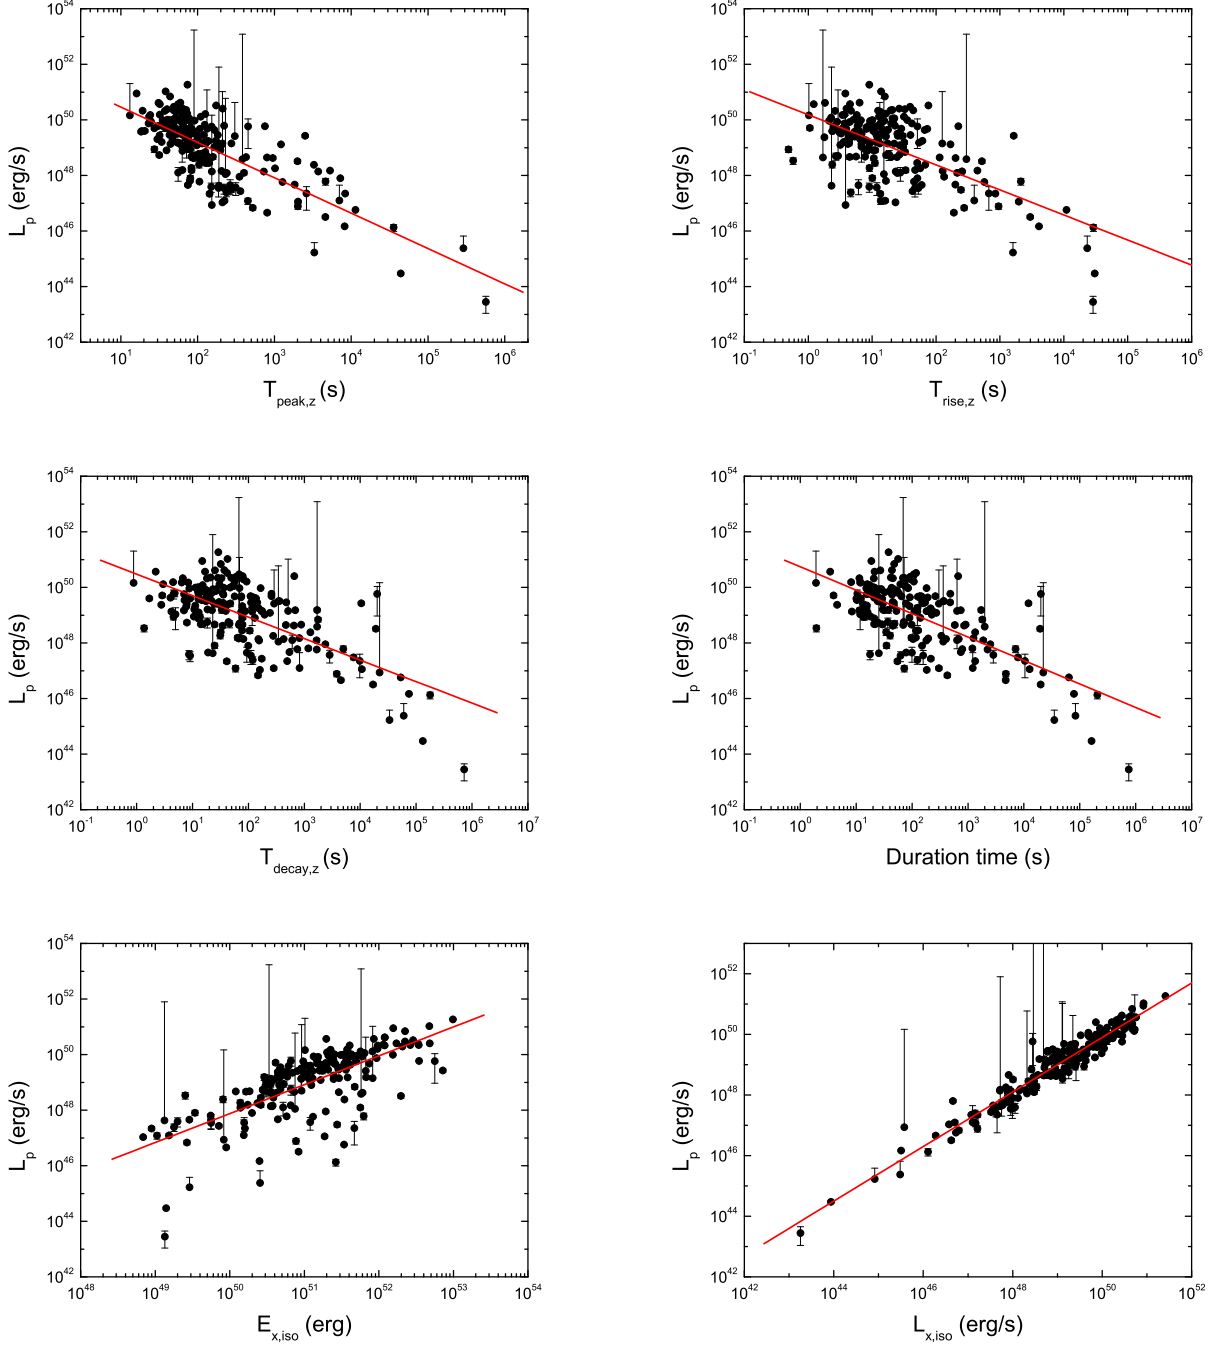 10^54
10^52
10^50
10^48
10^46
10^44
10^42
L_p (erg/s)
10^1 10^2 10^3 10^4 10^5 10^6
T_peak,z (s)
10^54
10^52
10^50
10^48
10^46
10^44
10^42
L_p (erg/s)
10^-1 10^0 10^1 10^2 10^3 10^4 10^5 10^6
T_rise,z (s)
10^54
10^52
10^50
10^48
10^46
10^44
10^42
L_p (erg/s)
10^-1 10^0 10^1 10^2 10^3 10^4 10^5 10^6 10^7
T_decay,z (s)
10^54
10^52
10^50
10^48
10^46
10^44
10^42
L_p (erg/s)
10^-1 10^0 10^1 10^2 10^3 10^4 10^5 10^6 10^7
Duration time (s)
10^54
10^52
10^50
10^48
10^46
10^44
10^42
L_p (erg/s)
10^48 10^49 10^50 10^51 10^52 10^53 10^54
E_x,iso (erg)
10^52
10^50
10^48
10^46
10^44
10^42
L_p (erg/s)
10^42 10^44 10^46 10^48 10^50 10^52
L_x,iso (erg/s)